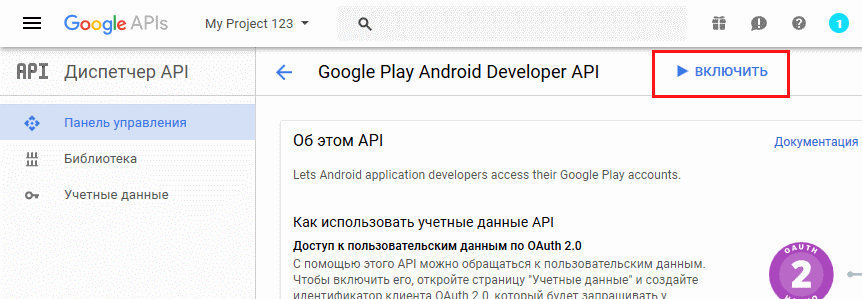 Google APIs My Project 123 1
API Диспетчер API Google Play Android Developer API ВКЛЮЧИТЬ
Панель управления
Библиотека
Учетные данные
Об этом API Документация
Lets Android application developers access their Google Play accounts.
Как использовать учетные данные API
Доступ к пользовательским данным по OAuth 2.0
С помощью этого API можно обращаться к пользовательским данным.
Чтобы включить его, откройте страницу "Учетные данные" и создайте
идентификатор клиента OAuth 2.0, который будет запрашивать у
OAUTH
2